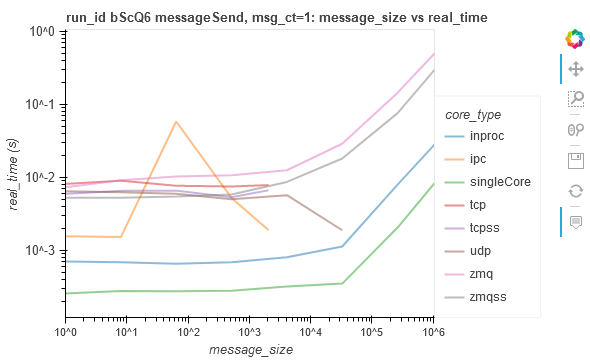 run_id bScQ6 messageSend, msg_ct=1: message_size vs real_time
10^0
10^-1
10^-2
10^-3
real_time (s)
10^0
10^1
10^2
10^3
10^4
10^5
10^6
message_size
core_type
inproc
ipc
singleCore
tcp
tcpss
udp
zmq
zmqss